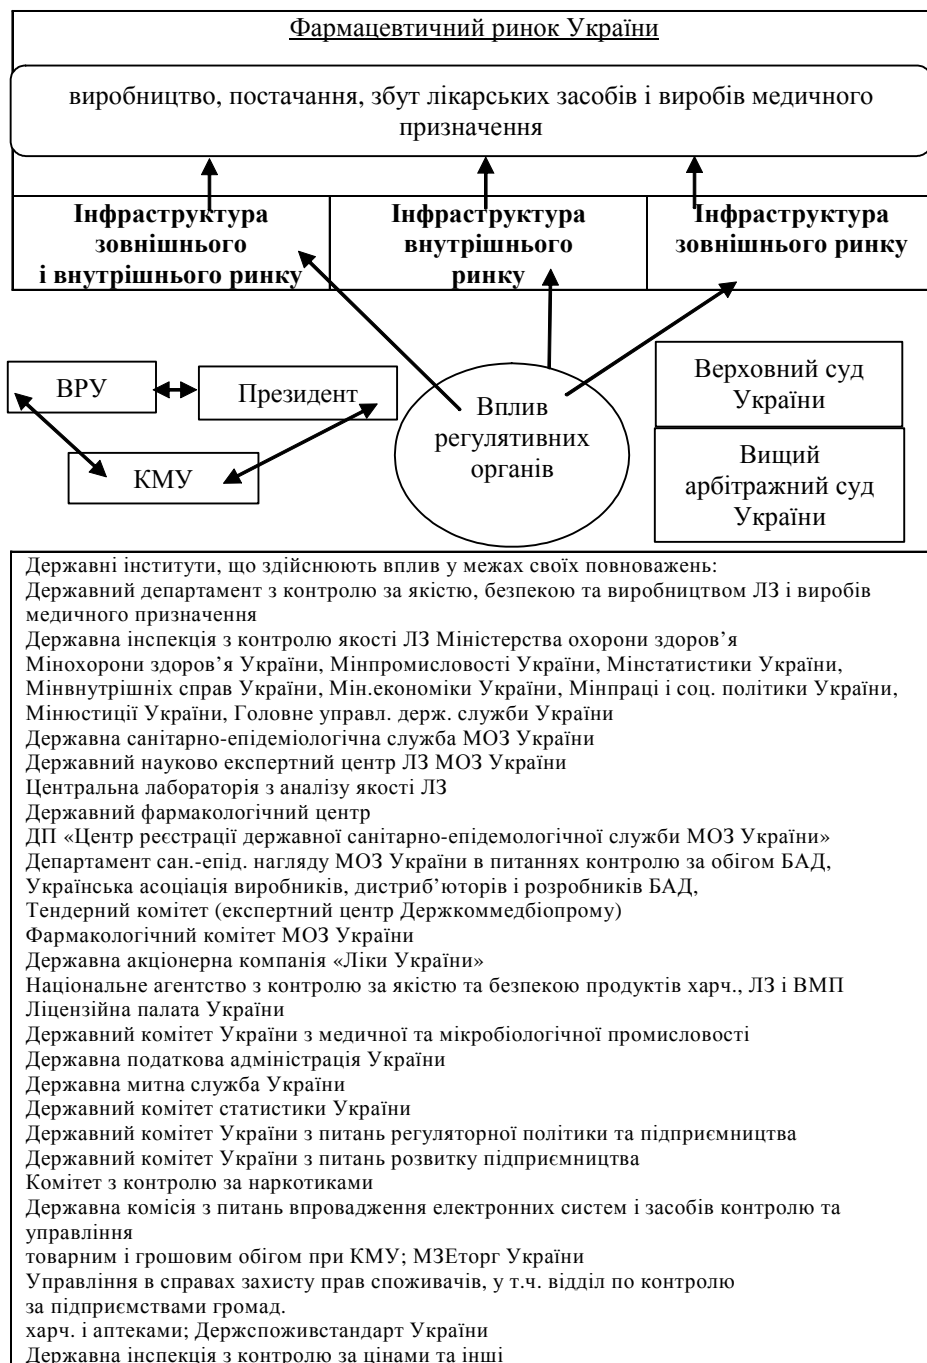 Фармацевтичний ринок України
виробництво, постачання, збут лікарських засобів і виробів медичного
призначення
Інфраструктура
зовнішнього
і внутрішнього ринку
Інфраструктура
внутрішнього
ринку
Інфраструктура
зовнішнього ринку
ВРУ
Президент
КМУ
Вплив
регулятивних
органів
Верховний суд
України
Вищий
арбітражний суд
України
Державні інститути, що здійснюють вплив у межах своїх повноважень:
Державний департамент з контролю за якістю, безпекою та виробництвом ЛЗ і виробів
медичного призначення
Державна інспекція з контролю якості ЛЗ Міністерства охорони здоров’я
Мінохорони здоров’я України, Мінпромисловості України, Мінстатистики України,
Мінвнутрішніх справ України, Мін.економіки України, Мінпраці і соц. політики України,
Мінюстиції України, Головне управл. держ. служби України
Державна санітарно-епідеміологічна служба МОЗ України
Державний науково експертний центр ЛЗ МОЗ України
Центральна лабораторія з аналізу якості ЛЗ
Державний фармакологічний центр
ДП «Центр реєстрації державної санітарно-епідемологічної служби МОЗ України»
Департамент сан.-епід. нагляду МОЗ України в питаннях контролю за обігом БАД,
Українська асоціація виробників, дистриб’юторів і розробників БАД,
Тендерний комітет (експертний центр Держкоммедбіопрому)
Фармакологічний комітет МОЗ України
Державна акціонерна компанія «Ліки України»
Національне агентство з контролю за якістю та безпекою продуктів харч., ЛЗ і ВМП
Ліцензійна палата України
Державний комітет України з медичної та мікробіологічної промисловості
Державна податкова адміністрація України
Державна митна служба України
Державний комітет статистики України
Державний комітет України з питань регуляторної політики та підприємництва
Державний комітет України з питань розвитку підприємництва
Комітет з контролю за наркотиками
Державна комісія з питань впровадження електронних систем і засобів контролю та
управління
товарним і грошовим обігом при КМУ; МЗЕторг України
Управління в справах захисту прав споживачів, у т.ч. відділ по контролю
за підприємствами громад.
харч. і аптеками; Держспоживстандарт України
Державна інспекція з контролю за цінами та інші